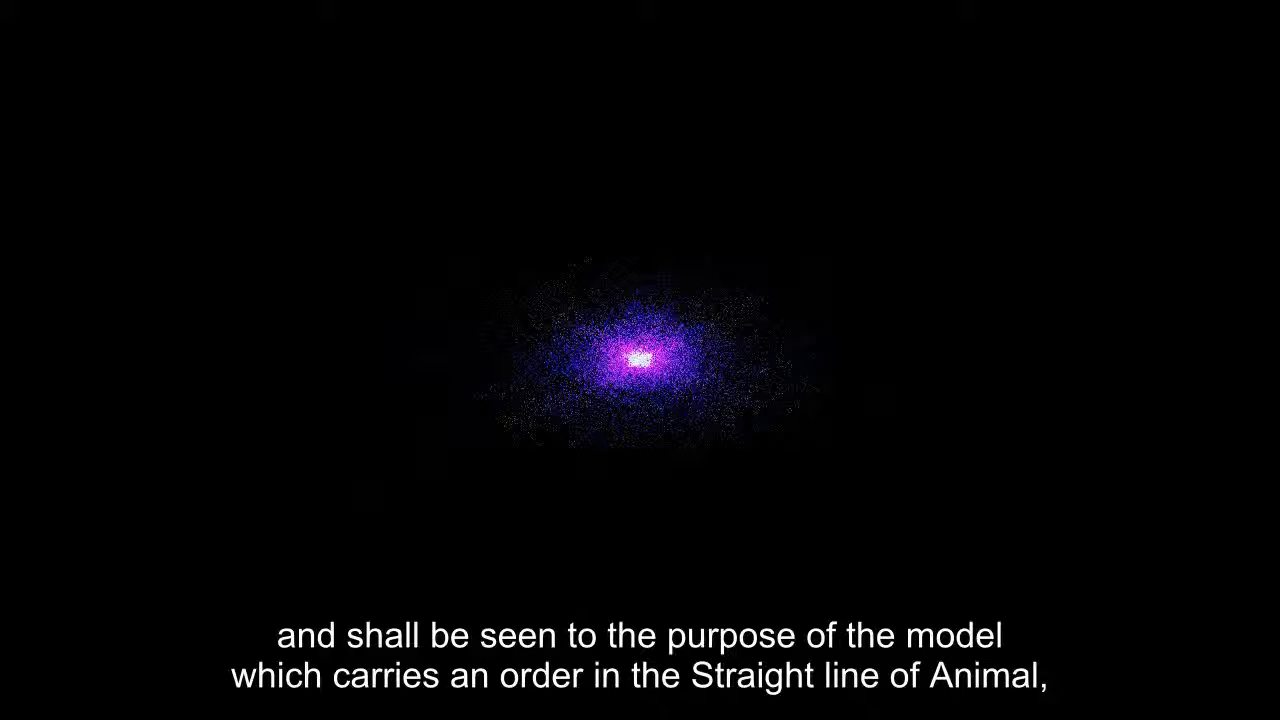 and shall be seen to the purpose of the model
which carries an order in the Straight line of Animal,